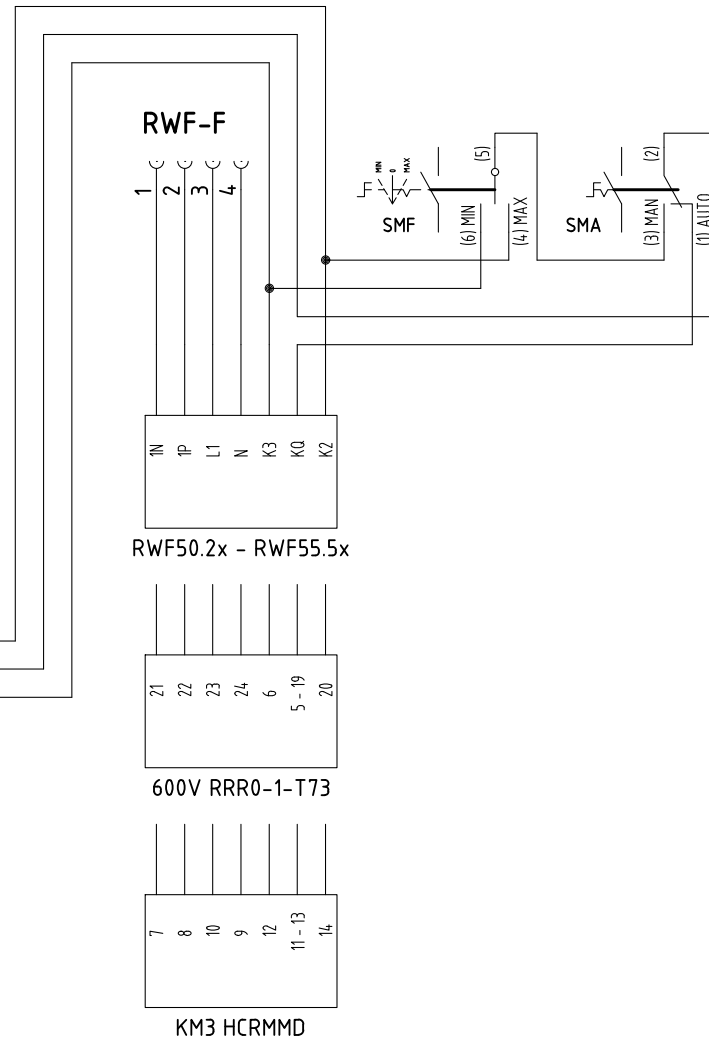 RWF-F
1
2
3
4
MIN
0
MAX
SMF
(5)
(6) MIN
(4) MAX
SMA
(2)
(3) MAN
(1) AUTO
1N
1P
L1
N
K3
KQ
K2
RWF50.2x - RWF55.5x
21
22
23
24
6
5 - 19
20
600V RRR0-1-T73
7
8
10
9
12
11 - 13
14
KM3 HCRMMD